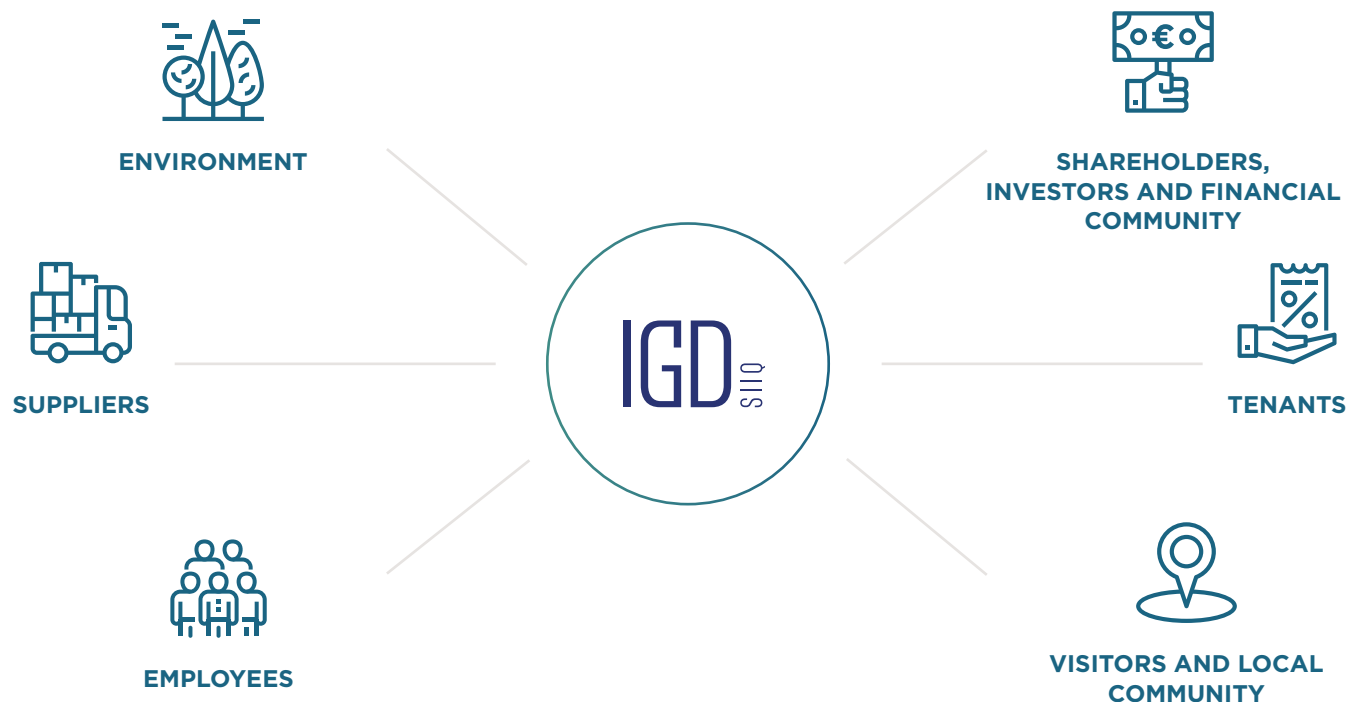 ENVIRONMENT
SHAREHOLDERS,
INVESTORS AND FINANCIAL
COMMUNITY
SUPPLIERS
IGD
SIIQ
TENANTS
EMPLOYEES
VISITORS AND LOCAL
COMMUNITY
€
%